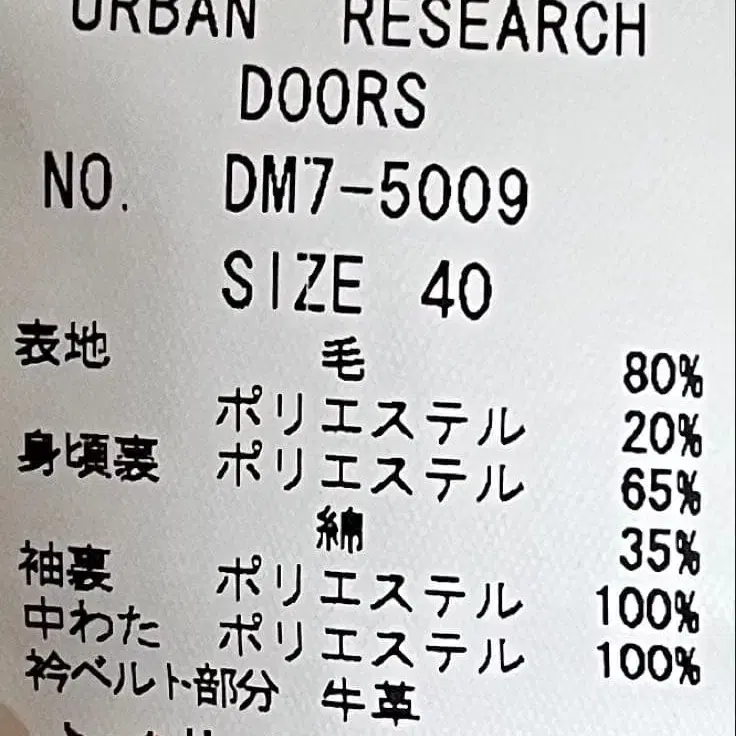 URBAN RESEARCH
DOORS
NO. DM7-5009
SIZE 40
表地 毛 80%
ポリエステル 20%
身頃裏 ポリエステル 65%
綿 35%
袖裏 ポリエステル 100%
中わた ポリエステル 100%
衿ベルト部分 牛革